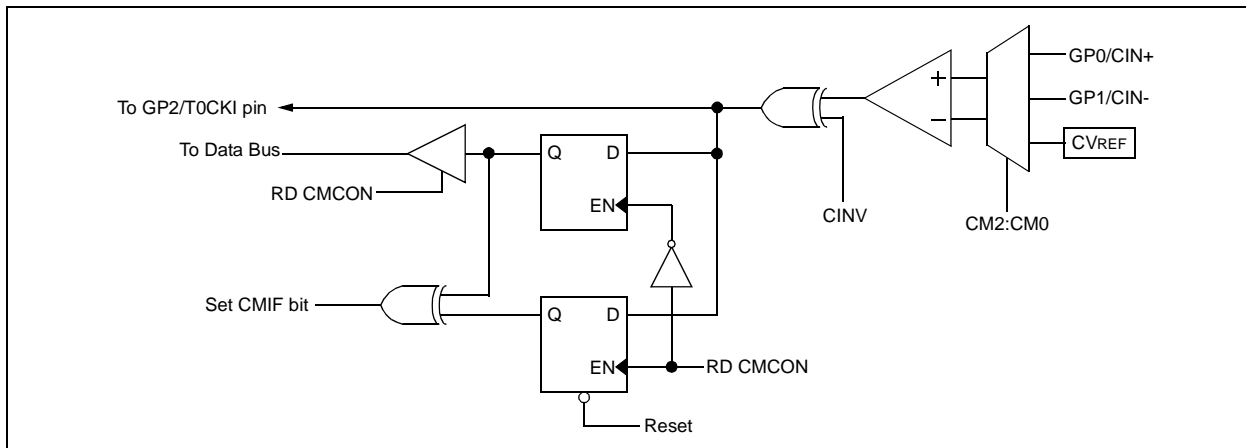 GP0/CIN+
To GP2/T0CKI pin
+
GP1/CIN-
−
To Data Bus
Q D
CVREF
RD CMCON
EN
CINV
CM2:CM0
Set CMIF bit
Q D
EN
RD CMCON
Reset